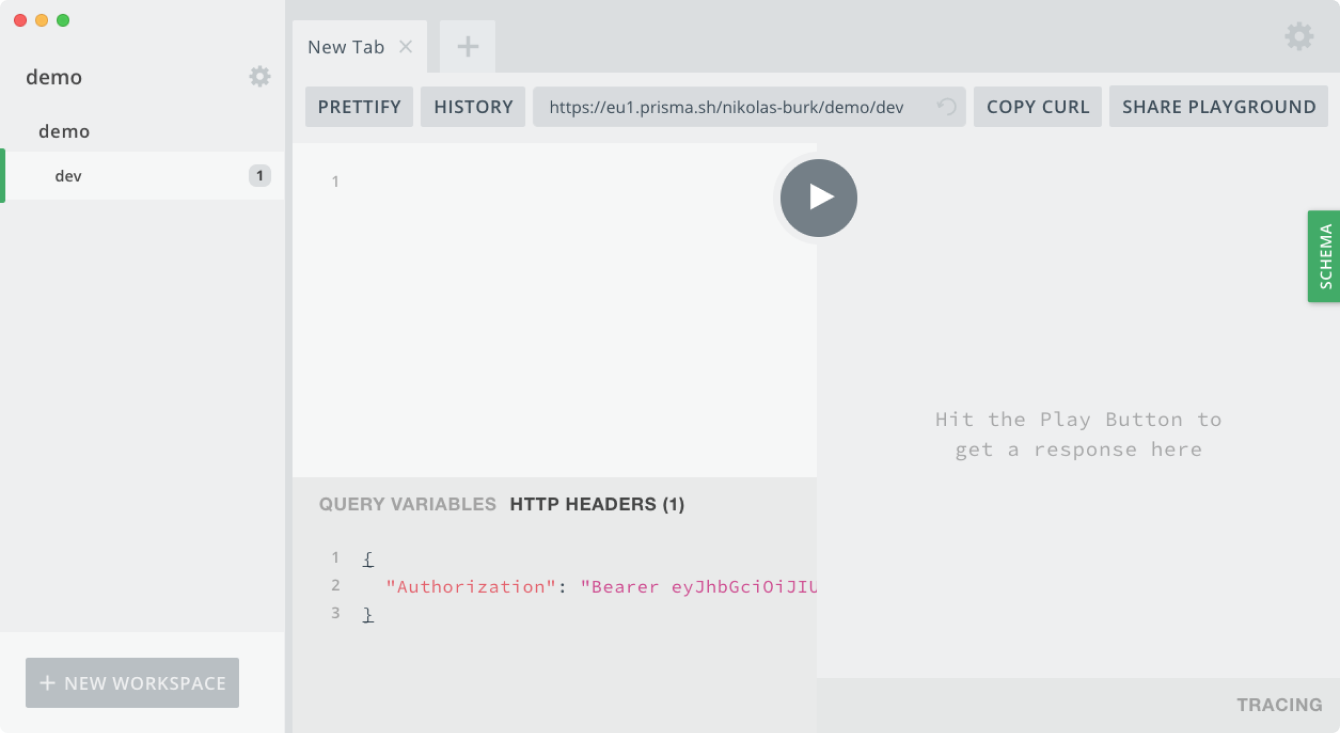 demo
demo
dev 1
NEW WORKSPACE
New Tab
PRETTIFY HISTORY https://eu1.prisma.sh/nikolas-burk/demo/dev COPY CURL SHARE PLAYGROUND
1
SCHEMA
Hit the Play Button to
get a response here
QUERY VARIABLES HTTP HEADERS (1)
1 {
2 "Authorization": "Bearer eyJhbGciOiJIU
3 }
TRACING